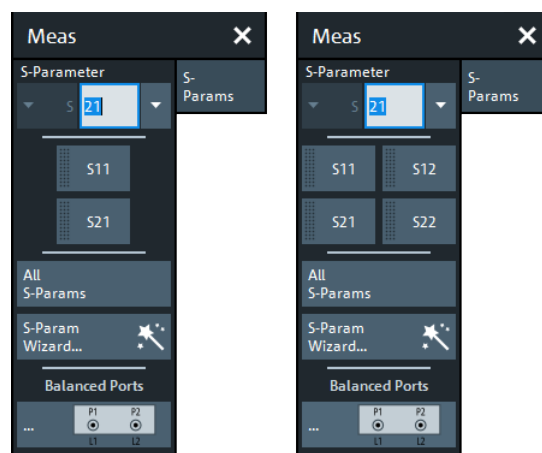 Meas
S-Parameter
S-
Params
S 21
S11
S21
All
S-Params
S-Param
Wizard...
Balanced Ports
... P1 P2
L1 L2
Meas
S-Parameter
S-
Params
S 21
S11 S12
S21 S22
All
S-Params
S-Param
Wizard...
Balanced Ports
... P1 P2
L1 L2